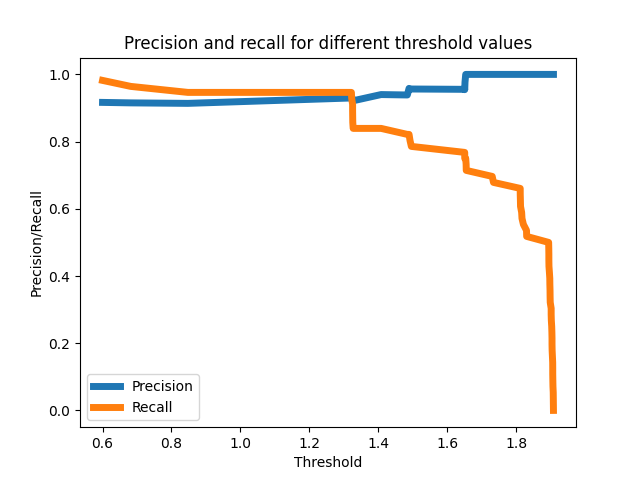 Precision and recall for different threshold values
Precision/Recall
1.0
0.8
0.6
0.4
0.2
0.0
Precision
Recall
0.6 0.8 1.0 1.2 1.4 1.6 1.8
Threshold